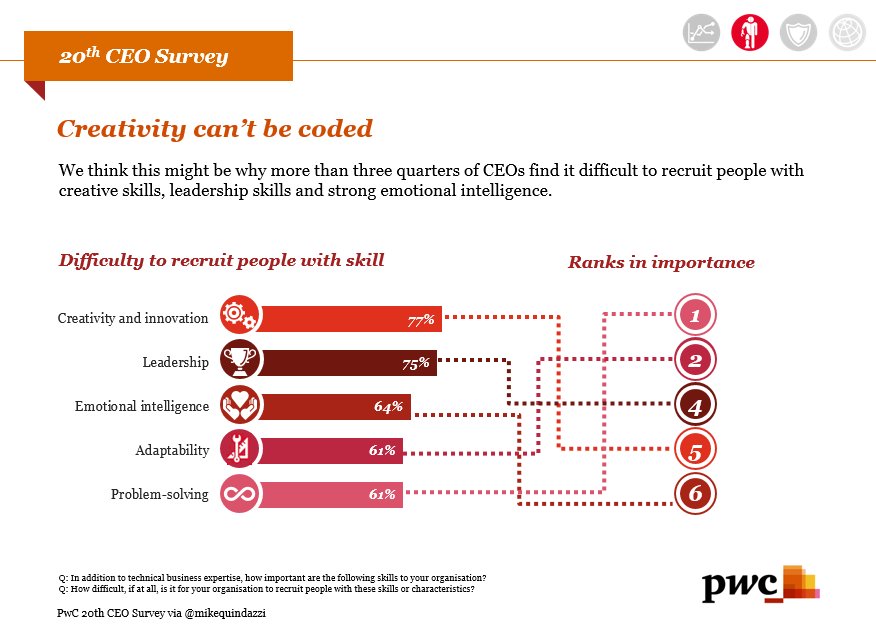 20th CEO Survey
Creativity can't be coded
We think this might be why more than three quarters of CEOs find it difficult to recruit people with
creative skills, leadership skills and strong emotional intelligence.
Difficulty to recruit people with skill
Ranks in importance
Creativity and innovation 77% 1
Leadership 75% 2
Emotional intelligence 64% 4
Adaptability 61% 5
Problem-solving 61% 6
Q: In addition to technical business expertise, how important are the following skills to your organisation?
Q: How difficult, if at all, is it for your organisation to recruit people with these skills or characteristics?
PwC 20th CEO Survey via @mikequindazzi
pwc